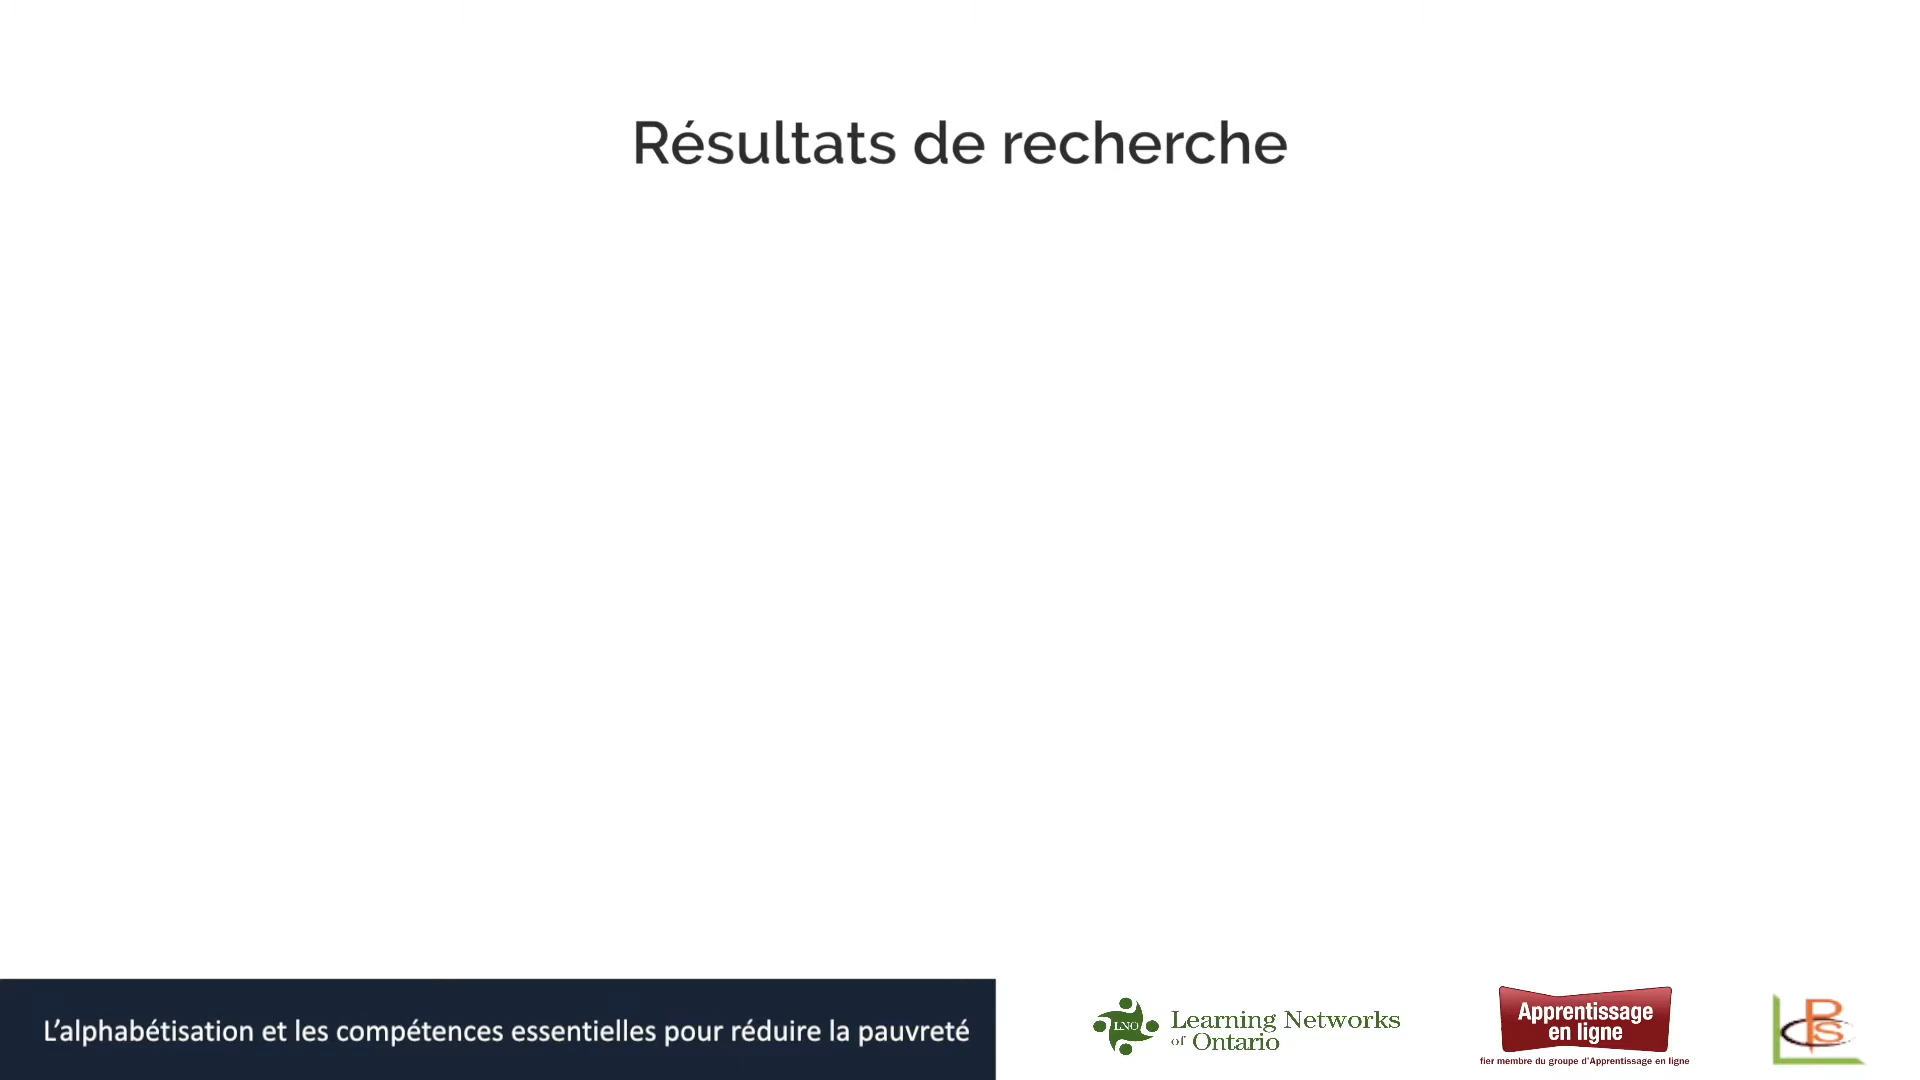 Résultats de recherche
L’alphabétisation et les compétences essentielles pour réduire la pauvreté
LNO
Learning Networks
of Ontario
Apprentissage
en ligne
fier membre du groupe d'Apprentissage en ligne